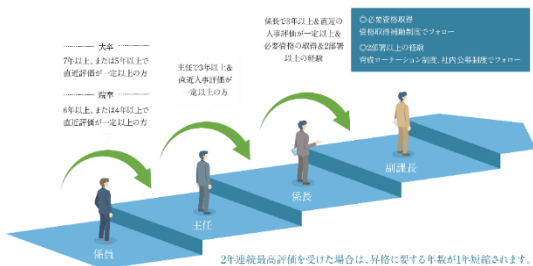 大卒
7年以上、または5年以上で
直近評価が一定以上の方
院卒
6年以上、または4年以上で
直近評価が一定以上の方
主任で3年以上&
直近人事評価が
一定以上の方
係長で3年以上&直近の
人事評価が一定以上&
必要資格の取得&2部署
以上の経験
◎必要資格取得
資格取得補助制度でフォロー
◎2部署以上の経験
育成ローテーション制度、社内公募制度でフォロー
係員
主任
係長
副課長
2年連続最高評価を受けた場合は、昇格に要する年数が1年短縮されます。